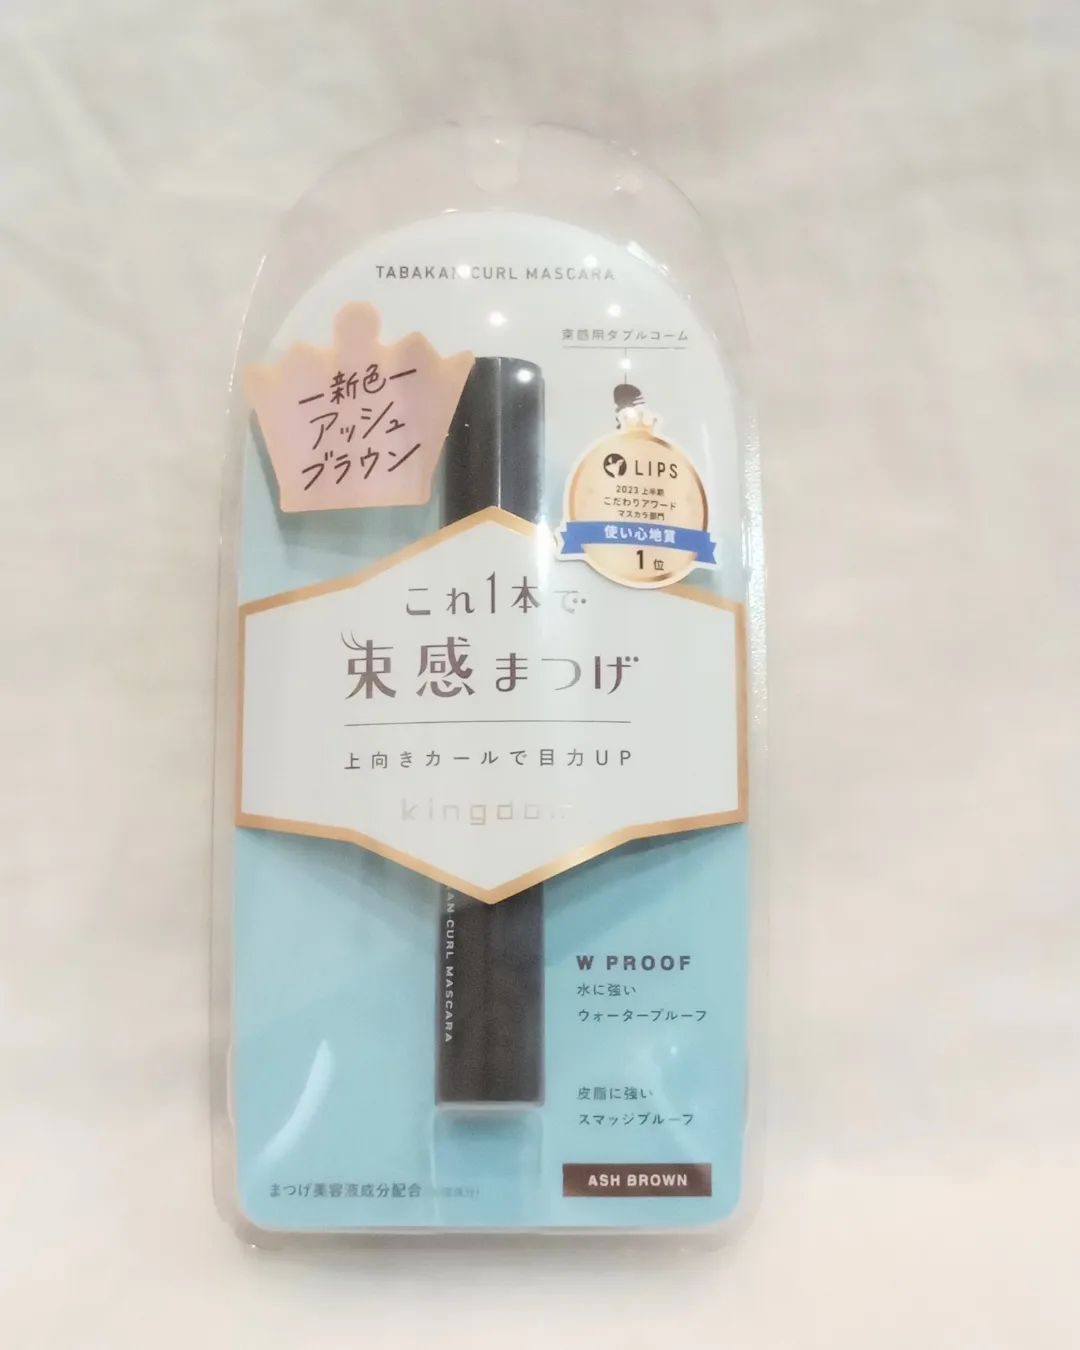 TABAKAN CURL MASCARA
束感用ダブルコーム
新色
アッシュ
ブラウン
LIPS
2023 上半期
こだわりアワード
マスカラ部門
使い心地賞
1位
これ1本で
束感まつげ
上向きカールで目力UP
kingdom
AN CURL MASCARA
W PROOF
水に強い
ウォータープルーフ
皮脂に強い
スマッジプルーフ
ASH BROWN
まつげ美容液成分配合